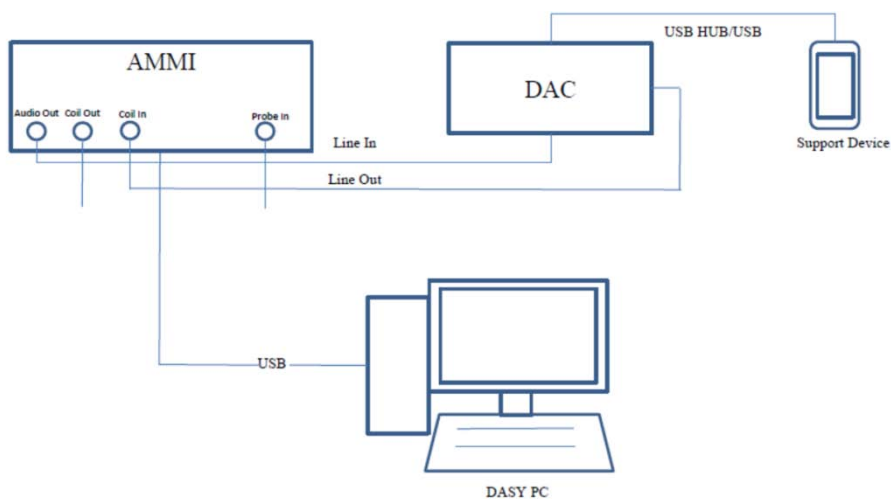 USB HUB/USB
AMMI
DAC
Audio Out Coil Out Coil In Probe In
Line In
Support Device
Line Out
USB
DASY PC